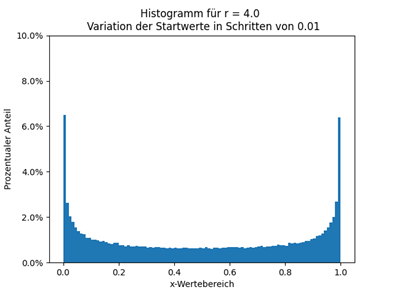 Histogramm für r = 4.0
Variation der Startwerte in Schritten von 0.01
10.0%
8.0%
6.0%
4.0%
2.0%
0.0%
Prozentualer Anteil
0.0 0.2 0.4 0.6 0.8 1.0
x-Wertebereich